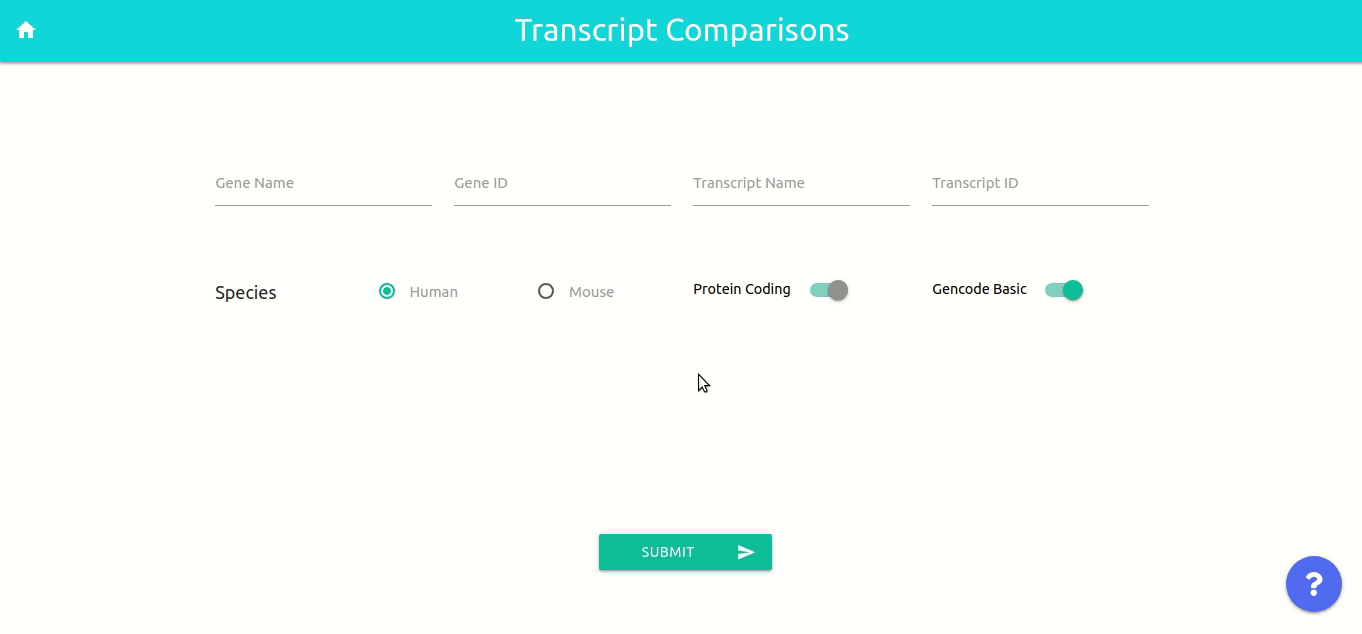 Transcript Comparisons
Gene Name
Gene ID
Transcript Name
Transcript ID
Species
Human
Mouse
Protein Coding
Gencode Basic
SUBMIT
?